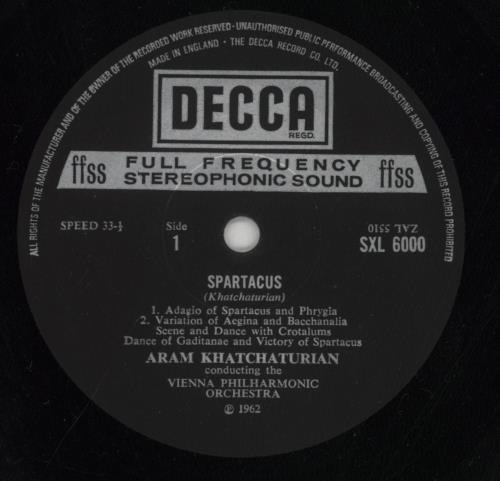 ALL RIGHTS OF THE MANUFACTURER AND OF THE OWNER OF THE RECORDED WORK RESERVED · UNAUTHORISED PUBLIC PERFORMANCE BROADCASTING AND COPYING OF THIS RECORD PROHIBITED
MADE IN ENGLAND · THE DECCA RECORD CO. LTD.
DECCA
REGD.
ffss FULL FREQUENCY ffss
STEREOPHONIC SOUND
SPEED 33-⅓
Side
1
ZAL 5510
SXL 6000
SPARTACUS
(Khatchaturian)
1. Adagio of Spartacus and Phrygia
2. Variation of Aegina and Bacchanalia
Scene and Dance with Crotalums
Dance of Gaditanae and Victory of Spartacus
ARAM KHATCHATURIAN
conducting the
VIENNA PHILHARMONIC
ORCHESTRA
℗ 1962